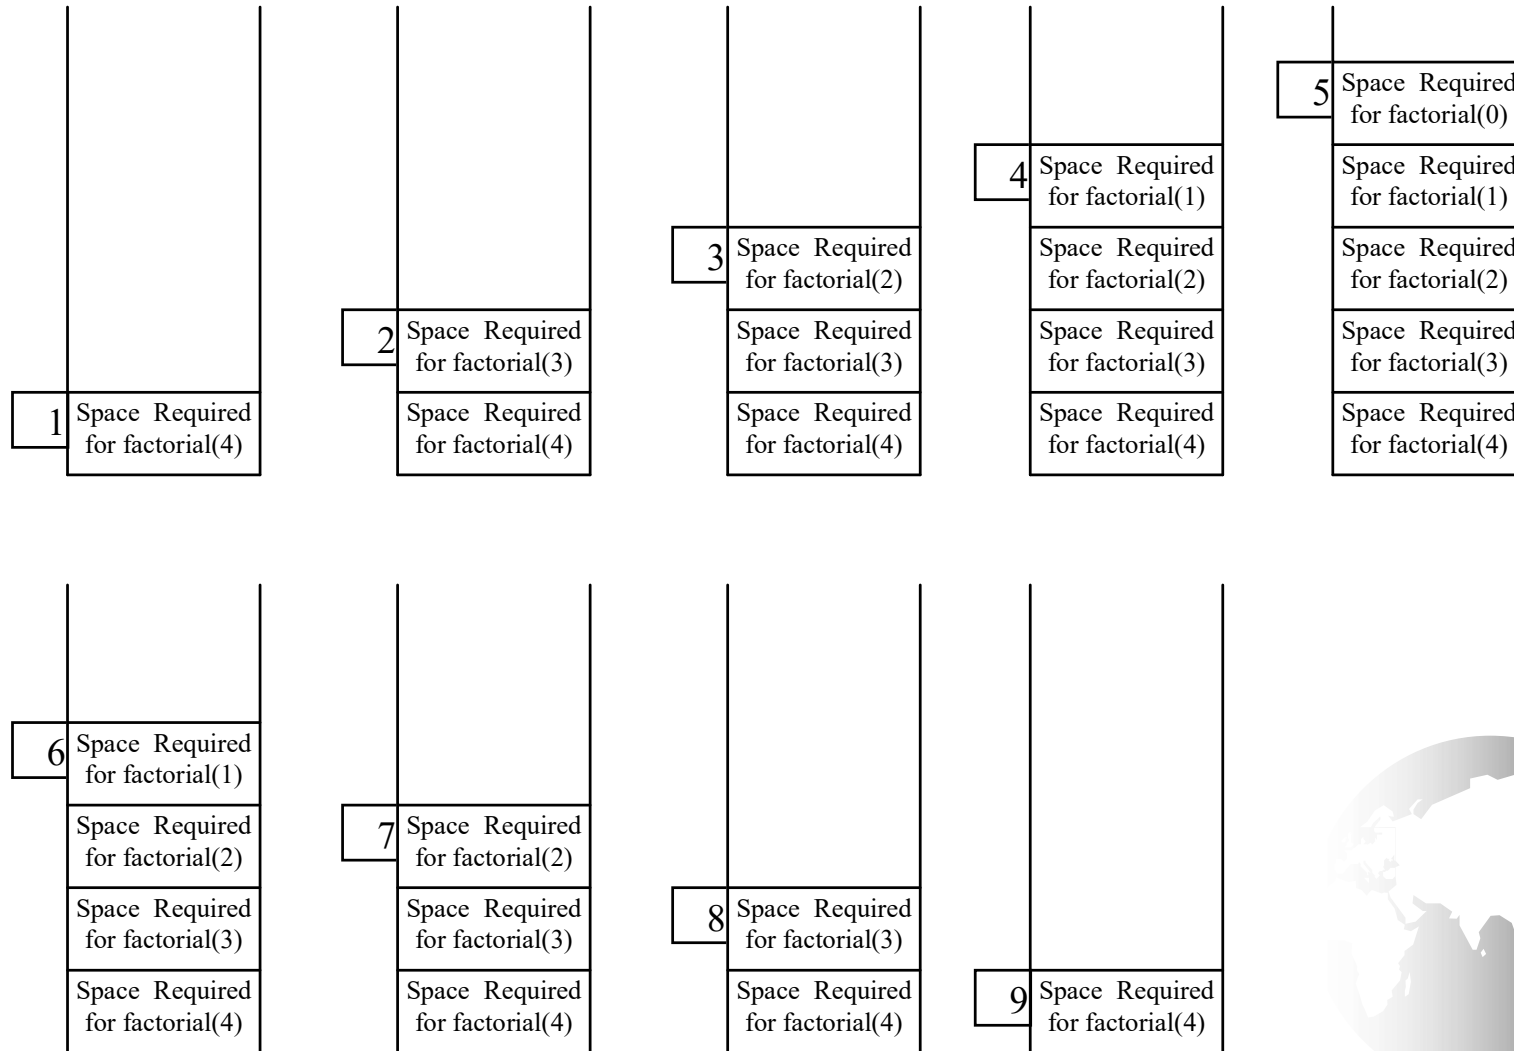 1
Space Required
for factorial(4)
2
Space Required
for factorial(3)
Space Required
for factorial(4)
3
Space Required
for factorial(2)
Space Required
for factorial(3)
Space Required
for factorial(4)
4
Space Required
for factorial(1)
Space Required
for factorial(2)
Space Required
for factorial(3)
Space Required
for factorial(4)
5
Space Required
for factorial(0)
Space Required
for factorial(1)
Space Required
for factorial(2)
Space Required
for factorial(3)
Space Required
for factorial(4)
6
Space Required
for factorial(1)
Space Required
for factorial(2)
Space Required
for factorial(3)
Space Required
for factorial(4)
7
Space Required
for factorial(2)
Space Required
for factorial(3)
Space Required
for factorial(4)
8
Space Required
for factorial(3)
Space Required
for factorial(4)
9
Space Required
for factorial(4)